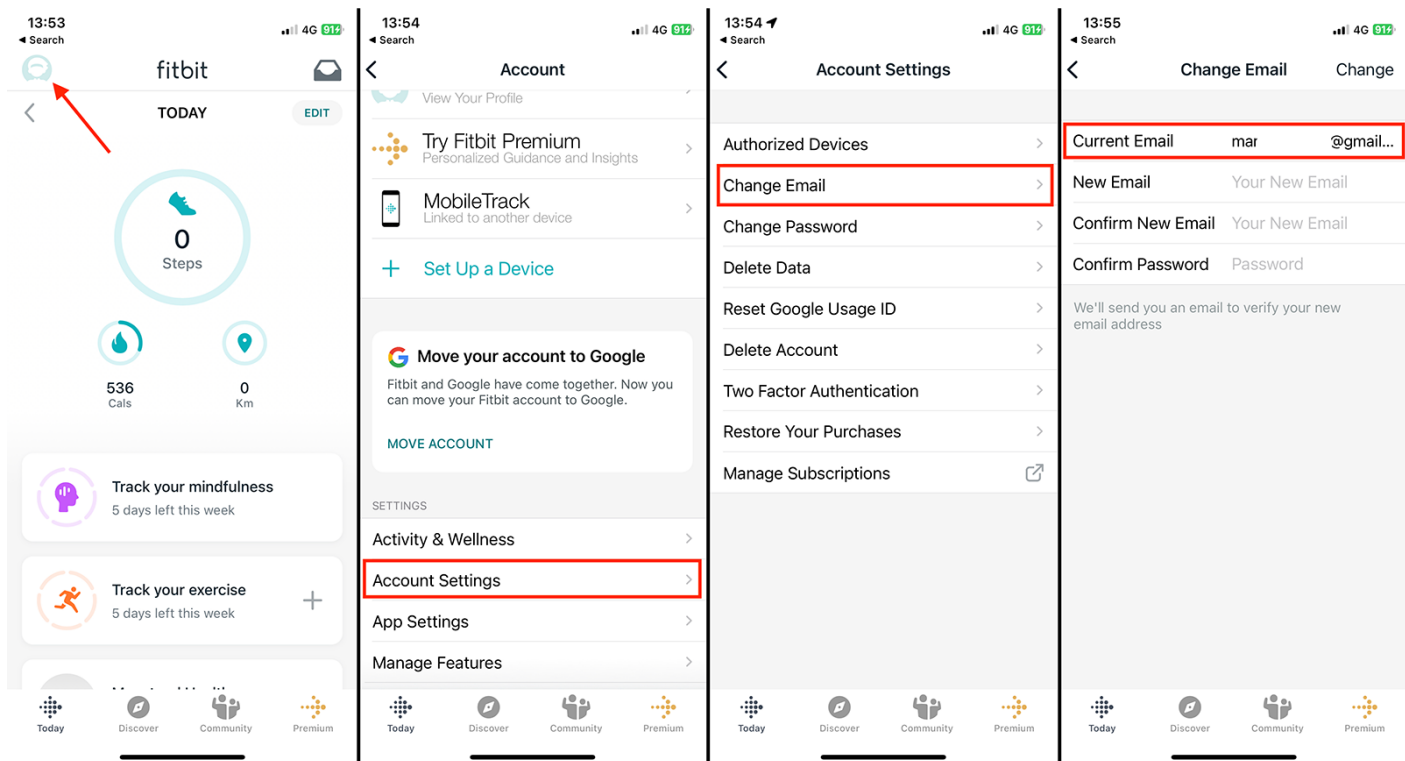 13:53
4G 91
Search
fitbit
TODAY
EDIT
0
Steps
536
Cals
0
Km
Track your mindfulness
5 days left this week
Track your exercise
5 days left this week
Today
Discover
Community
Premium
13:54
4G 91
Search
Account
View Your Profile
Try Fitbit Premium
Personalized Guidance and Insights
MobileTrack
Linked to another device
+ Set Up a Device
Move your account to Google
Fitbit and Google have come together. Now you
can move your Fitbit account to Google.
MOVE ACCOUNT
SETTINGS
Activity & Wellness
Account Settings
App Settings
Manage Features
Today
Discover
Community
Premium
13:54
4G 91
Search
Account Settings
Authorized Devices
Change Email
Change Password
Delete Data
Reset Google Usage ID
Delete Account
Two Factor Authentication
Restore Your Purchases
Manage Subscriptions
Today
Discover
Community
Premium
13:55
4G 91
Search
Change Email Change
Current Email mar @gmail...
New Email Your New Email
Confirm New Email Your New Email
Confirm Password Password
We'll send you an email to verify your new
email address
Today
Discover
Community
Premium